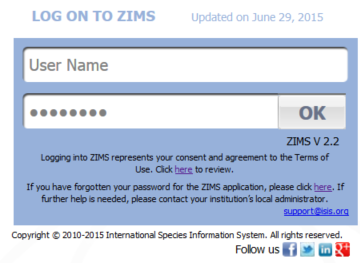 LOG ON TO ZIMS Updated on June 29, 2015
User Name
OK
ZIMS V 2.2
Logging into ZIMS represents your consent and agreement to the Terms of
Use. Click here to review.
If you have forgotten your password for the ZIMS application, please click here. If
further help is needed, please contact your institution's local administrator.
support@isis.org
Copyright © 2010-2015 International Species Information System. All rights reserved.
Follow us